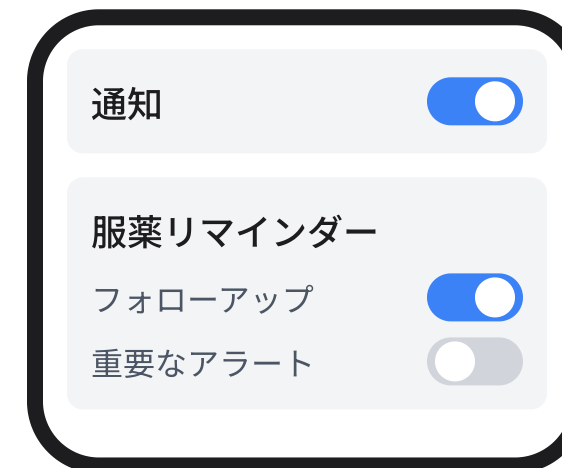 通知
服薬リマインダー
フォローアップ
重要なアラート